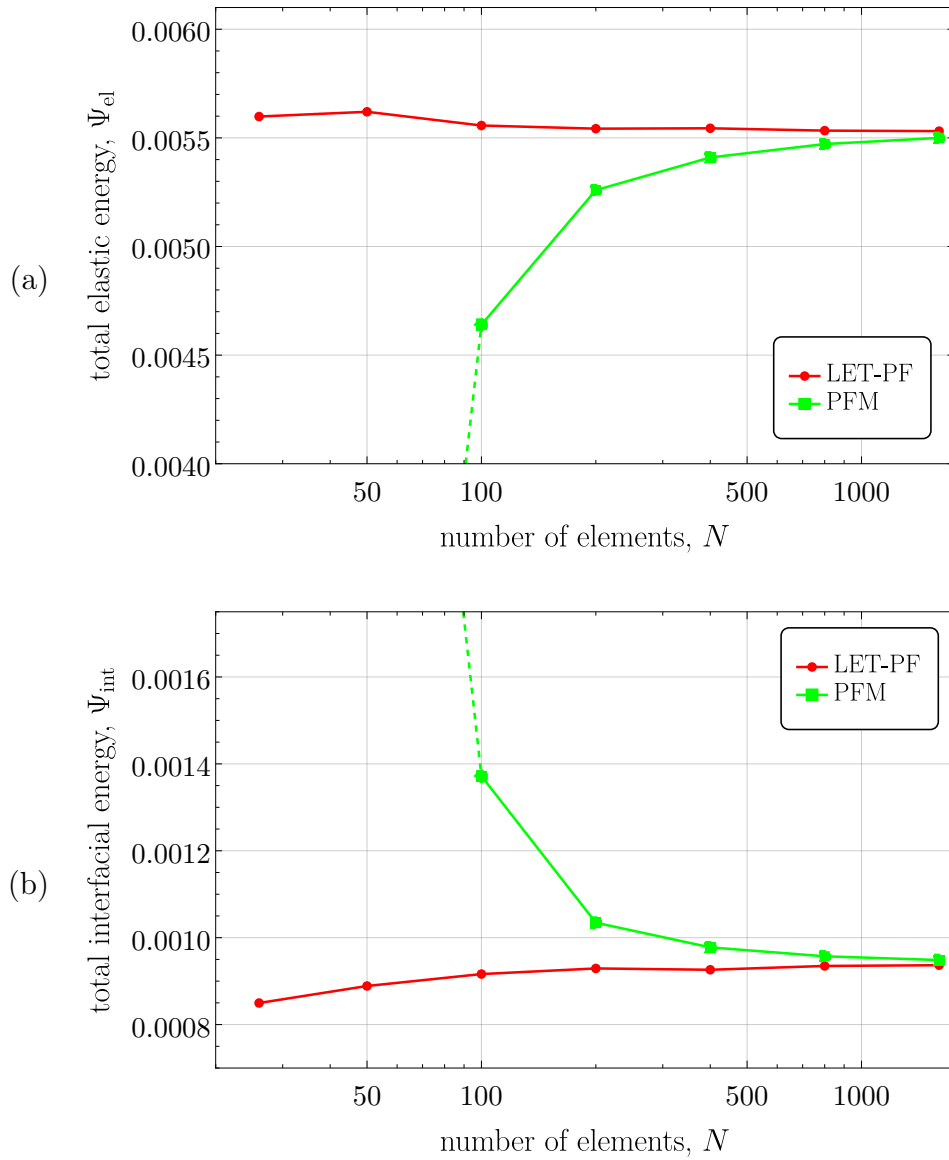 (a)
total elastic energy, Ψel
0.0060
0.0055
0.0050
0.0045
0.0040
LET-PF
PFM
50 100 500 1000
number of elements, N
(b)
total interfacial energy, Ψint
0.0016
0.0014
0.0012
0.0010
0.0008
LET-PF
PFM
50 100 500 1000
number of elements, N